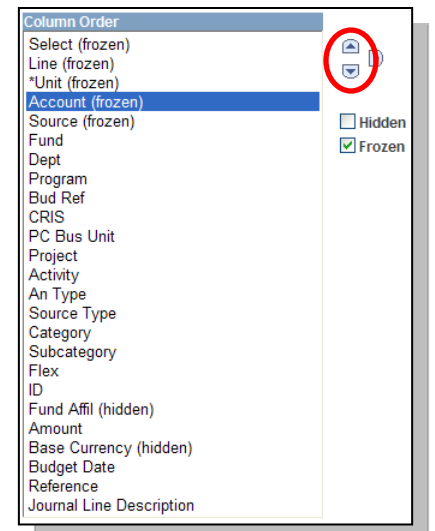 Column Order
Select (frozen)
Line (frozen)
*Unit (frozen)
Account (frozen)
Source (frozen)
Fund
Dept
Program
Bud Ref
CRIS
PC Bus Unit
Project
Activity
An Type
Source Type
Category
Subcategory
Flex
ID
Fund Affil (hidden)
Amount
Base Currency (hidden)
Budget Date
Reference
Journal Line Description
Hidden
Frozen